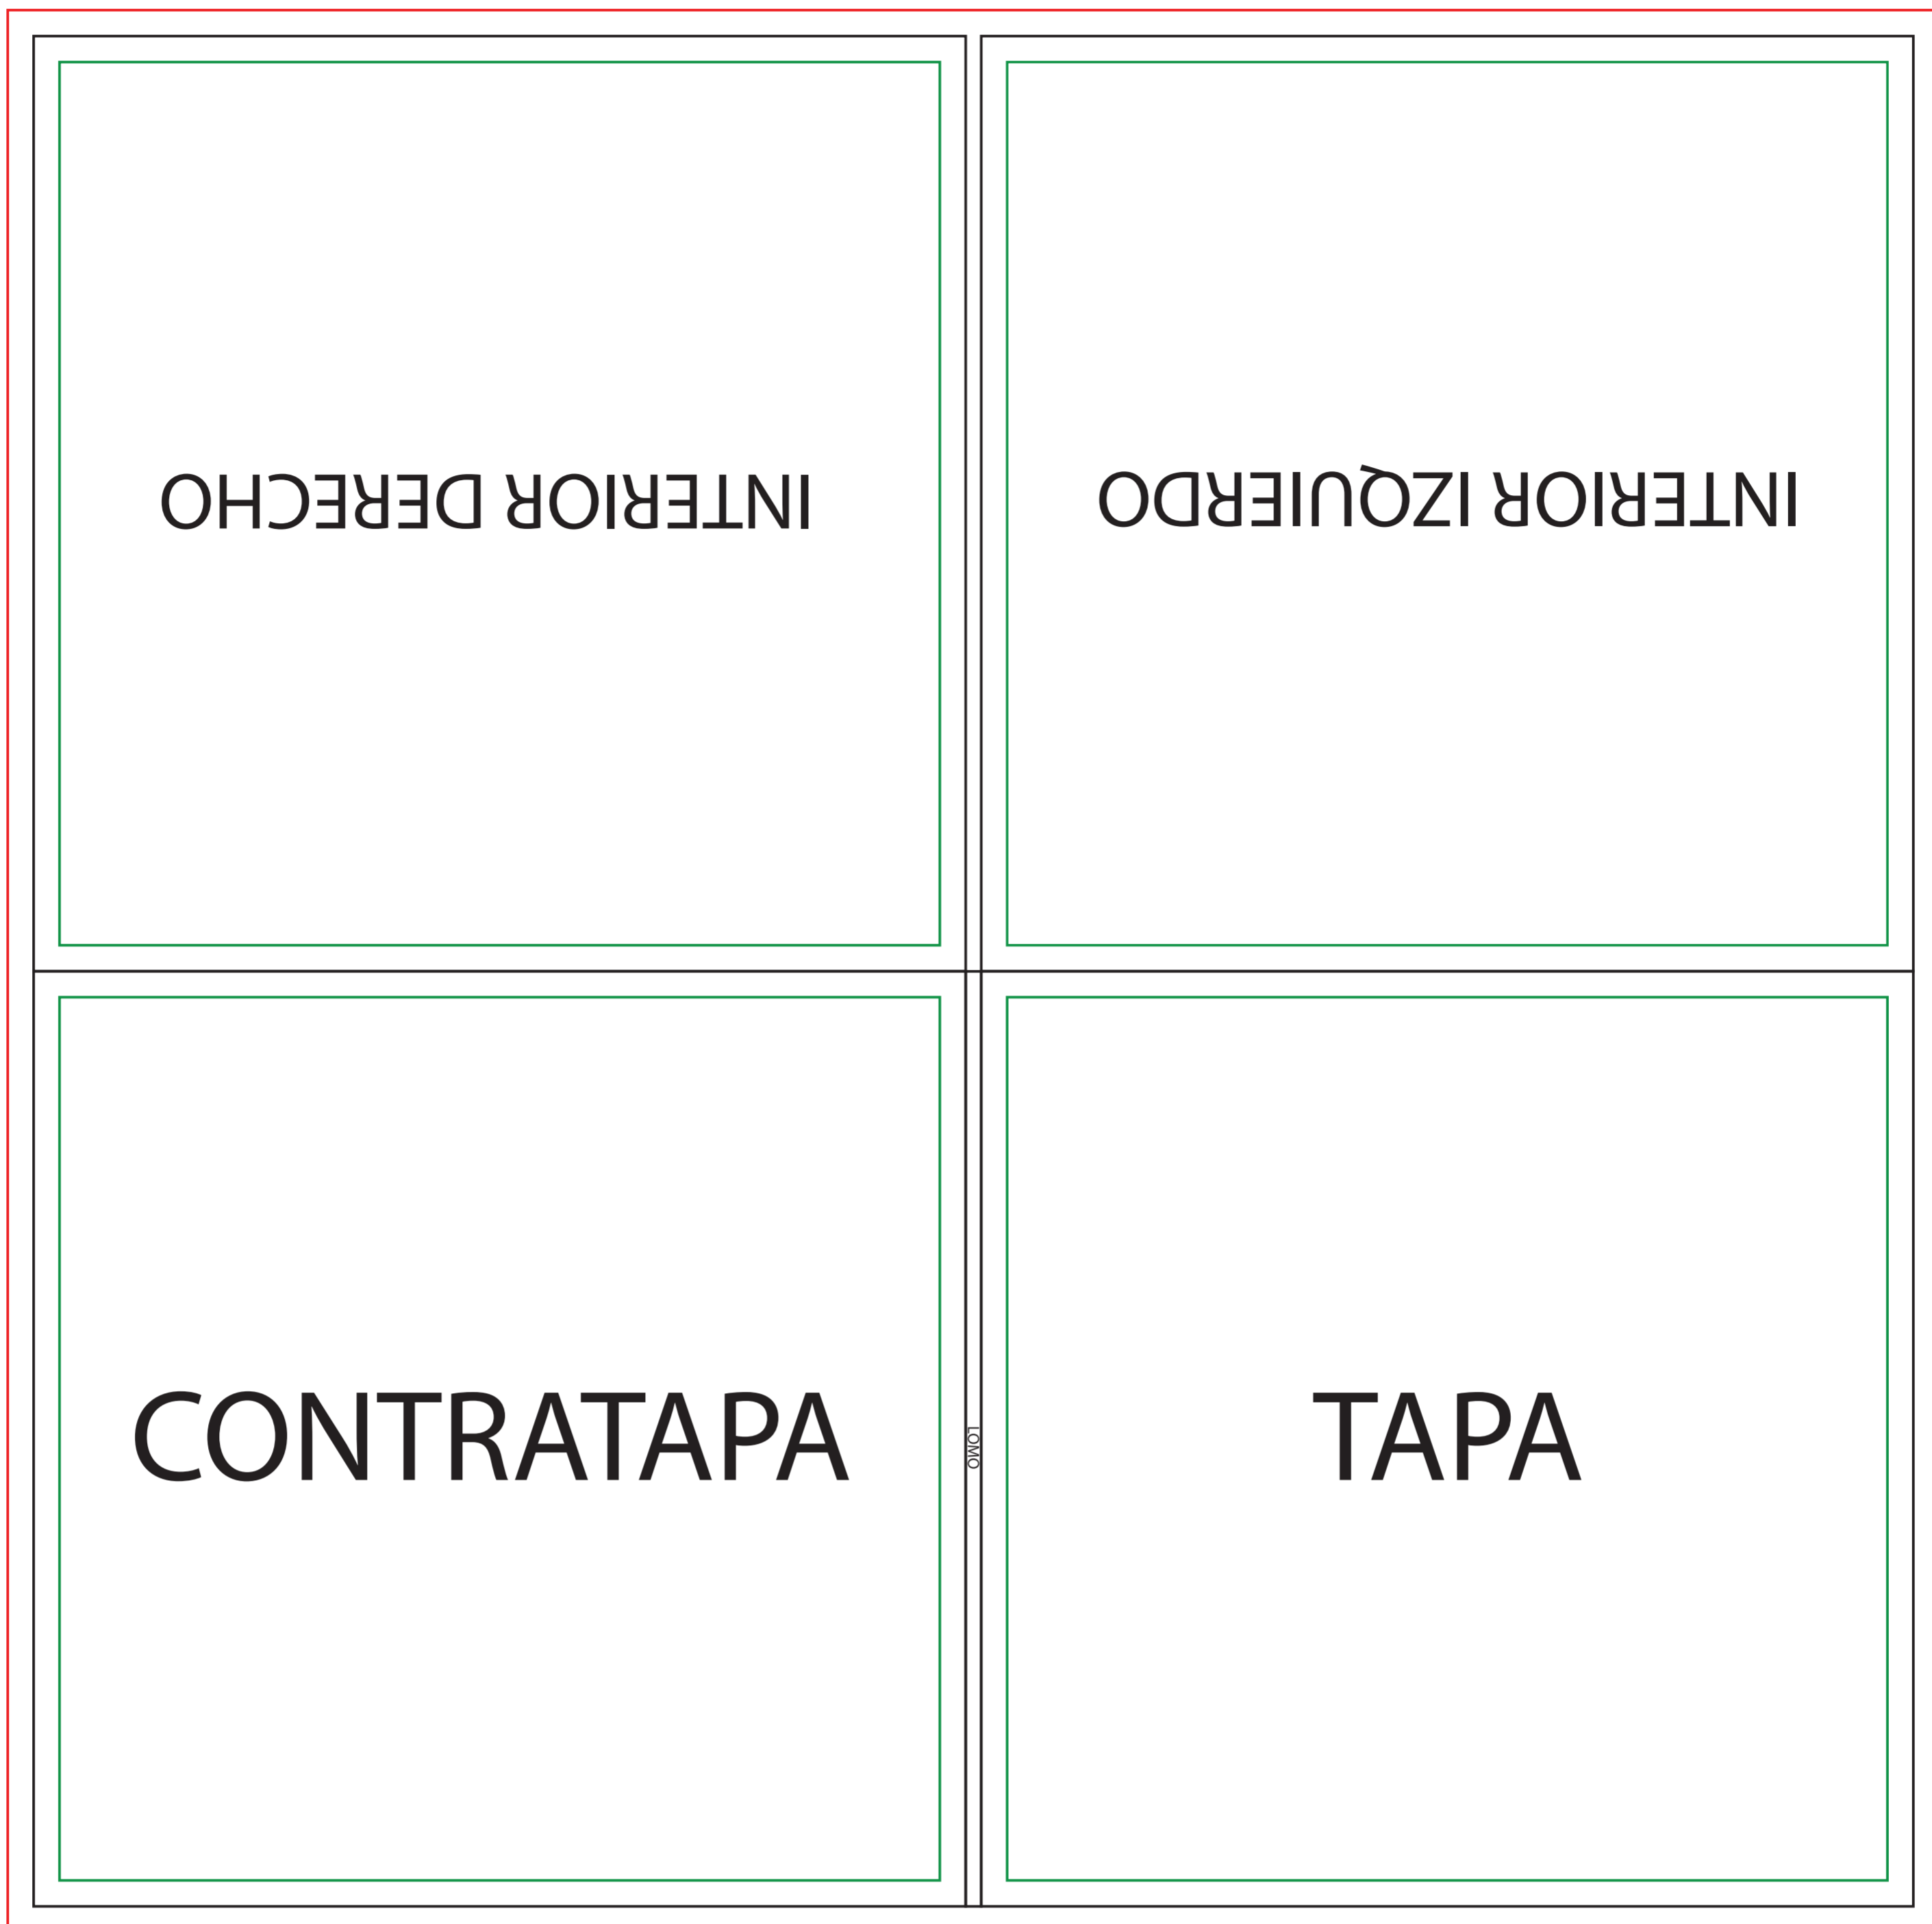 INTERIOR DERECHO
INTERIOR IZQUIERDO
CONTRATAPA
LOMO
TAPA